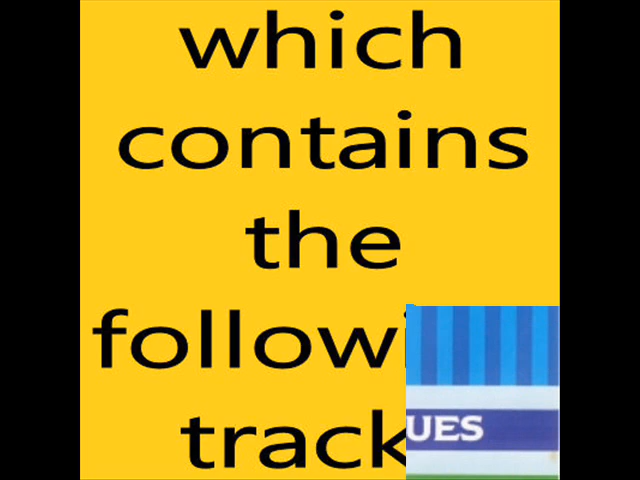 which
contains
the
followi
track
UES